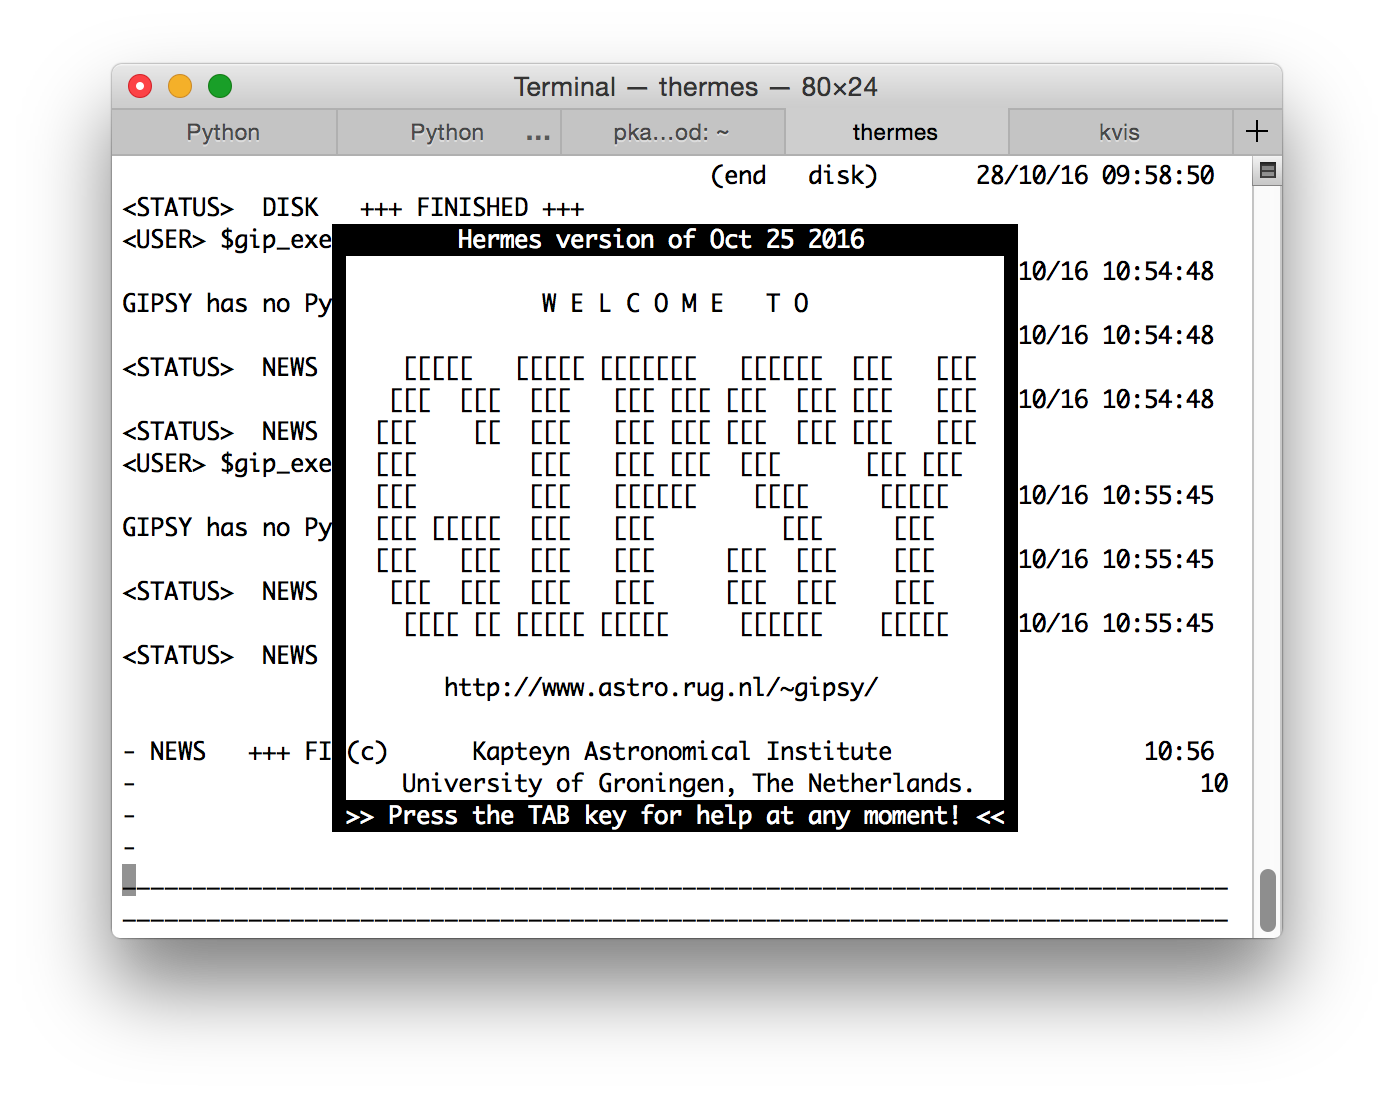 Terminal — thermes — 80×24
Python Python ... pka...od: ~ thermes kvis +
(end disk) 28/10/16 09:58:50
<STATUS> DISK +++ FINISHED +++
<USER> $gip_exe Hermes version of Oct 25 2016
10/16 10:54:48
GIPSY has no Py W E L C O M E T O
10/16 10:54:48
<STATUS> NEWS [[[[[ [[[[[ [[[[[[[ [[[[[[ [[[ [[[
[[[ [[[ [[[ [[[ [[[ [[[ [[[ [[[ [[[ 10/16 10:54:48
<STATUS> NEWS [[[ [[ [[[ [[[ [[[ [[[ [[[ [[[ [[[
<USER> $gip_exe [[[ [[[ [[[ [[[ [[[ [[[ [[[
[[[ [[[ [[[[[[ [[[[ [[[[[ 10/16 10:55:45
GIPSY has no Py [[[ [[[[[ [[[ [[[ [[[ [[[
[[[ [[[ [[[ [[[ [[[ [[[ [[[ 10/16 10:55:45
<STATUS> NEWS [[[ [[[ [[[ [[[ [[[ [[[ [[[
[[[[ [[ [[[[[ [[[[[ [[[[[[ [[[[[ 10/16 10:55:45
<STATUS> NEWS
http://www.astro.rug.nl/~gipsy/
- NEWS +++ FI (c) Kapteyn Astronomical Institute 10:56
- University of Groningen, The Netherlands. 10
- >> Press the TAB key for help at any moment! <<
-